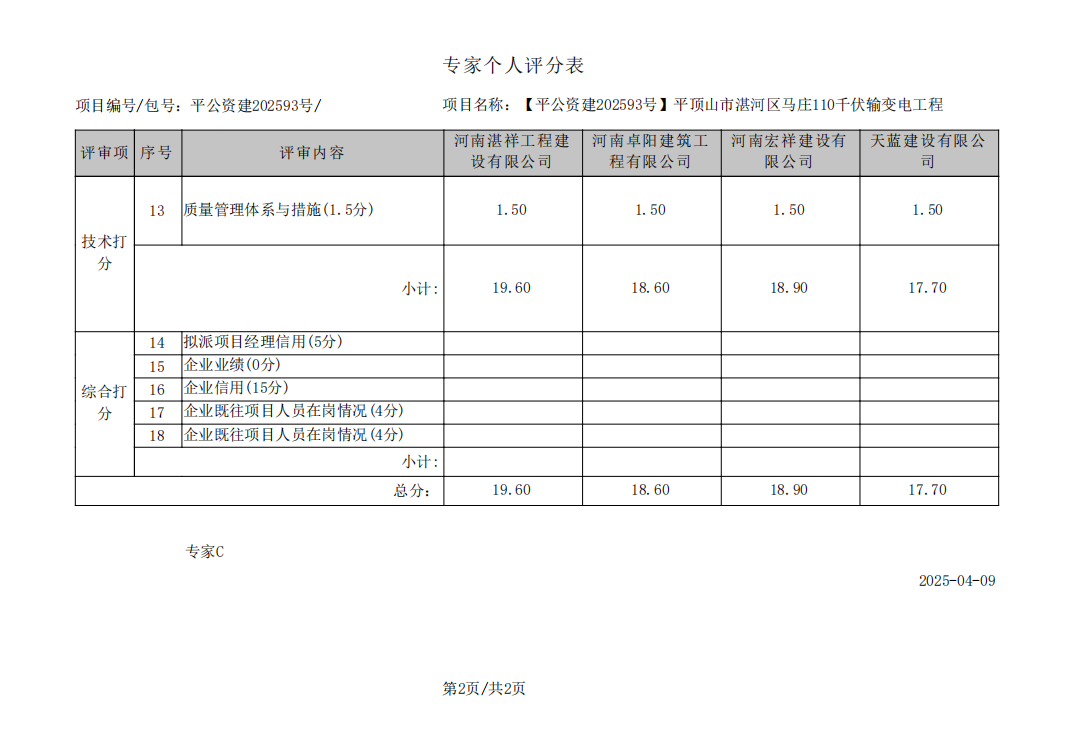 专家个人评分表
项目编号/包号：平公资建202593号/ 项目名称：【平公资建202593号】平顶山市湛河区马庄110千伏输变电工程
评审项 序号 评审内容 河南湛祥工程建设有限公司 河南卓阳建筑工程有限公司 河南宏祥建设有限公司 天蓝建设有限公司
技术打分
13 质量管理体系与措施(1.5分) 1.50 1.50 1.50 1.50
小计： 19.60 18.60 18.90 17.70
综合打分
14 拟派项目经理信用(5分)
15 企业业绩(0分)
16 企业信用(15分)
17 企业既往项目人员在岗情况(4分)
18 企业既往项目人员在岗情况(4分)
小计：
总分： 19.60 18.60 18.90 17.70
专家C
2025-04-09
第2页/共2页